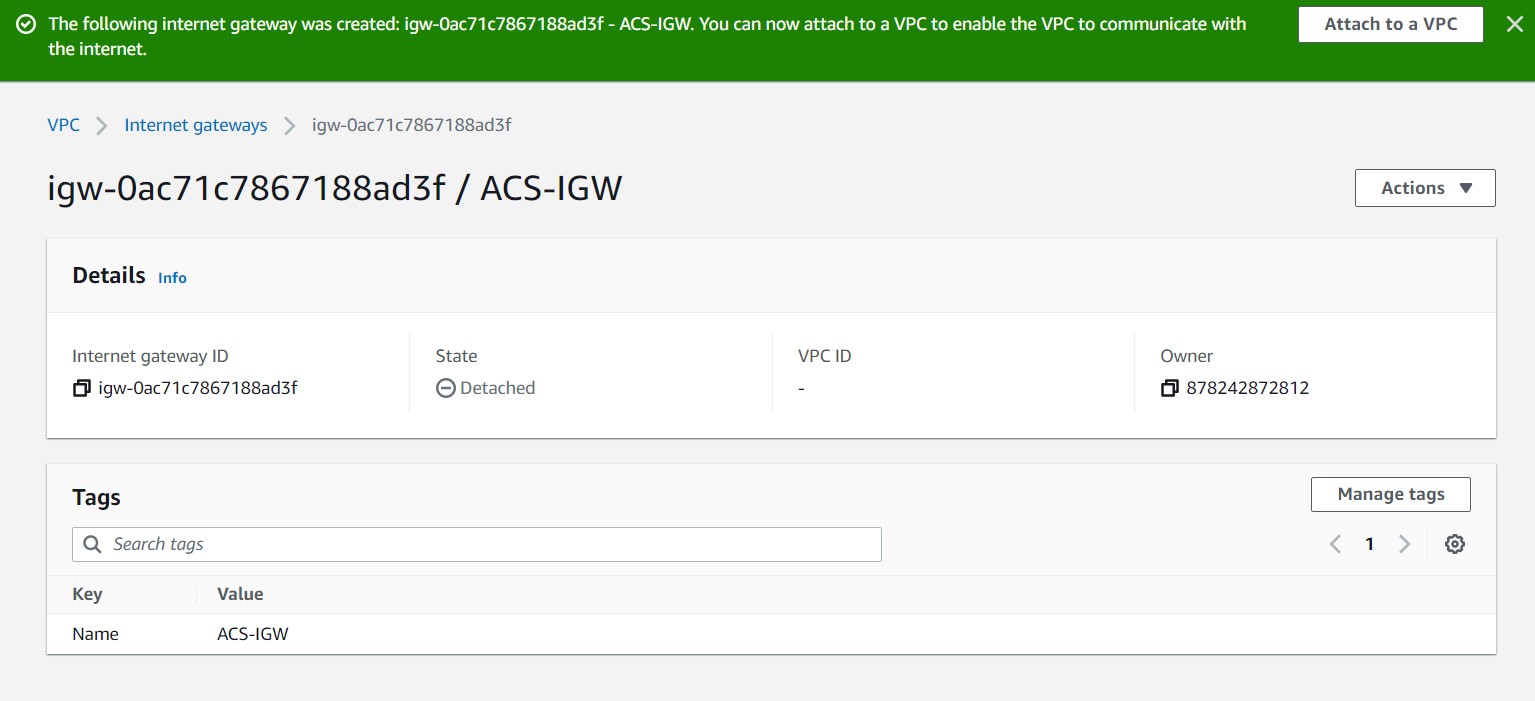 The following internet gateway was created: igw-0ac71c7867188ad3f - ACS-IGW. You can now attach to a VPC to enable the VPC to communicate with
the internet.
Attach to a VPC
VPC
Internet gateways
igw-0ac71c7867188ad3f
igw-0ac71c7867188ad3f / ACS-IGW
Actions
Details Info
Internet gateway ID
igw-0ac71c7867188ad3f
State
Detached
VPC ID
-
Owner
878242872812
Tags
Manage tags
Search tags
1
Key Value
Name ACS-IGW